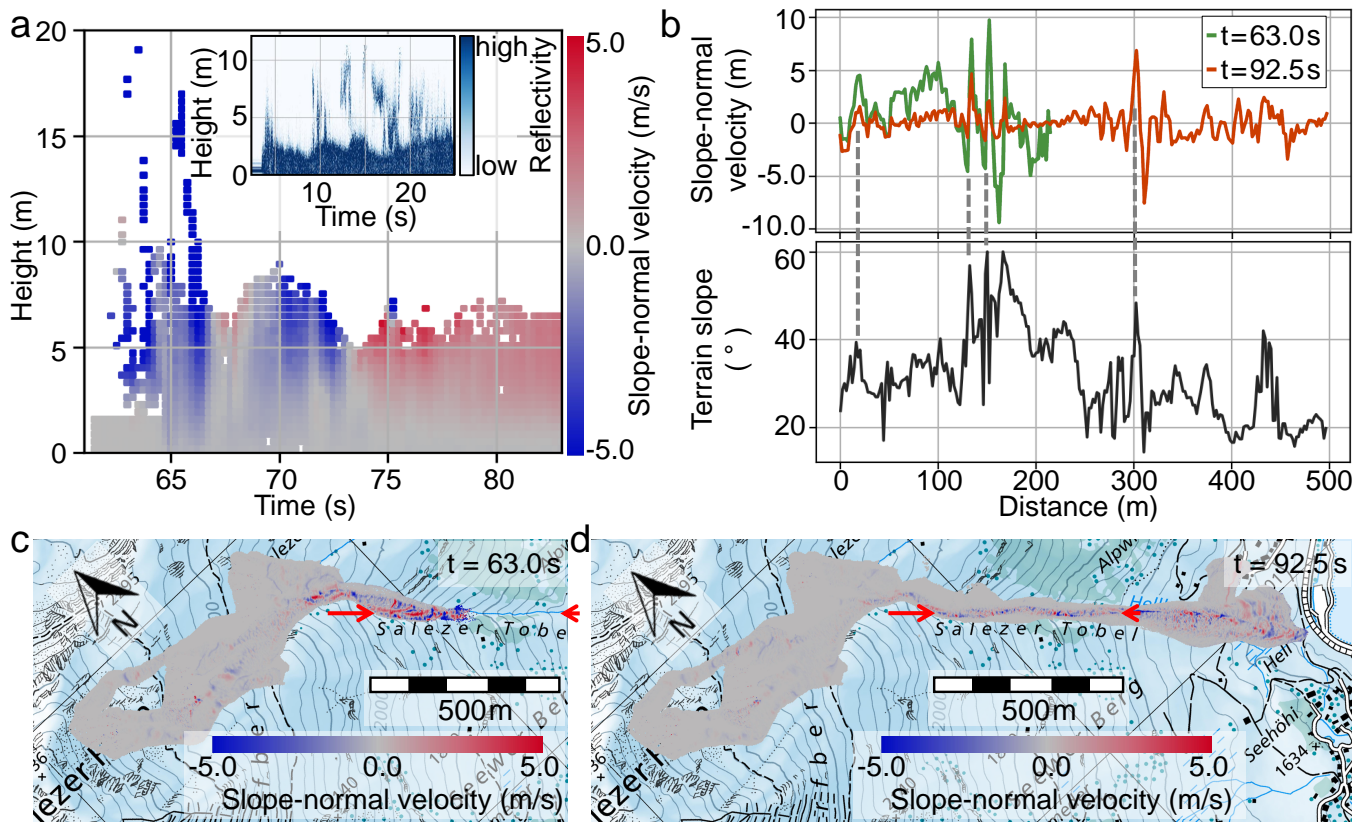 a
20
15
10
5
0
Height (m)
65
70
75
80
Time (s)
10
5
0
Height (m)
10
20
Time (s)
high
low
Reflectivity
5.0
0.0
-5.0
Slope-normal velocity (m/s)
b
10
5
0
-5.0
-10.0
Slope-normal
velocity (m)
t=63.0s
t=92.5s
60
40
20
Terrain slope
(°)
0
100
200
300
400
500
Distance (m)
c
t = 63.0s
N
Salezer Tobe
500m
-5.0
0.0
5.0
Slope-normal velocity (m/s)
d
t = 92.5s
N
Alpw
Salezer Tobel
Hell
500m
Seehöhl
1634
-5.0
0.0
5.0
Slope-normal velocity (m/s)